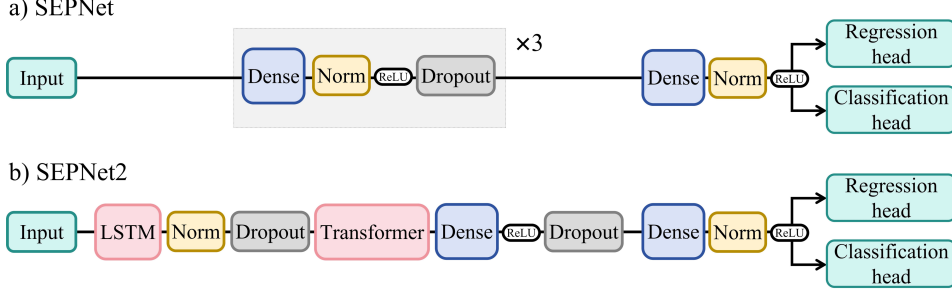 a) SEPNet
×3
Input
Dense
Norm
ReLU
Dropout
Dense
Norm
ReLU
Regression
head
Classification
head
b) SEPNet2
Input
LSTM
Norm
Dropout
Transformer
Dense
ReLU
Dropout
Dense
Norm
ReLU
Regression
head
Classification
head